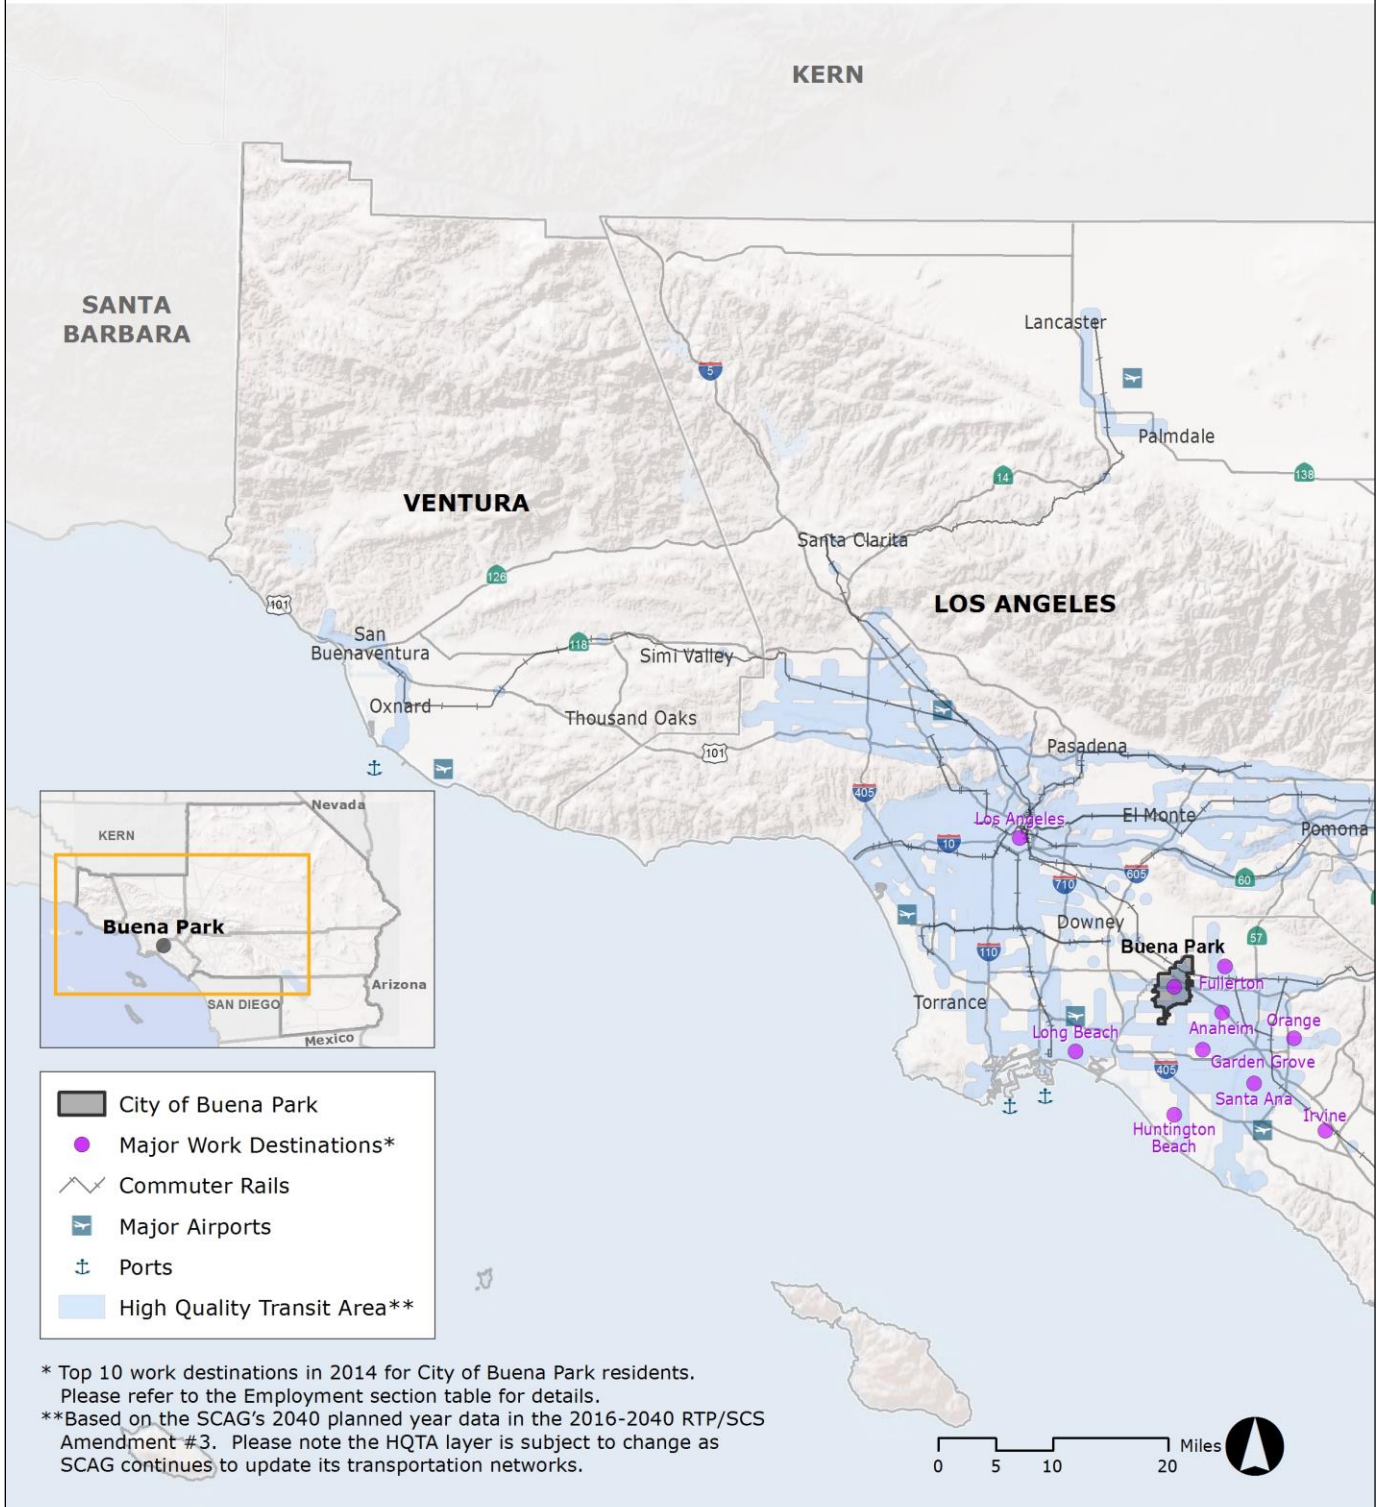 KERN
SANTA
BARBARA
Lancaster
5
Palmdale
14
138
VENTURA
Santa Clarita
126
101
LOS ANGELES
San
Buenaventura
118
Simi Valley
Oxnard
Thousand Oaks
101
Pasadena
405
Los Angeles
El Monte
Pomona
10
710
605
60
Downey
57
Buena Park
110
Fullerton
Torrance
Long Beach
Anaheim
Orange
Garden Grove
405
Santa Ana
Irvine
Huntington
Beach
Nevada
KERN
Buena Park
Arizona
SAN DIEGO
Mexico
City of Buena Park
Major Work Destinations*
Commuter Rails
Major Airports
Ports
High Quality Transit Area**
* Top 10 work destinations in 2014 for City of Buena Park residents.
Please refer to the Employment section table for details.
**Based on the SCAG's 2040 planned year data in the 2016-2040 RTP/SCS
Amendment #3. Please note the HQTA layer is subject to change as
SCAG continues to update its transportation networks.
Miles
0 5 10 20